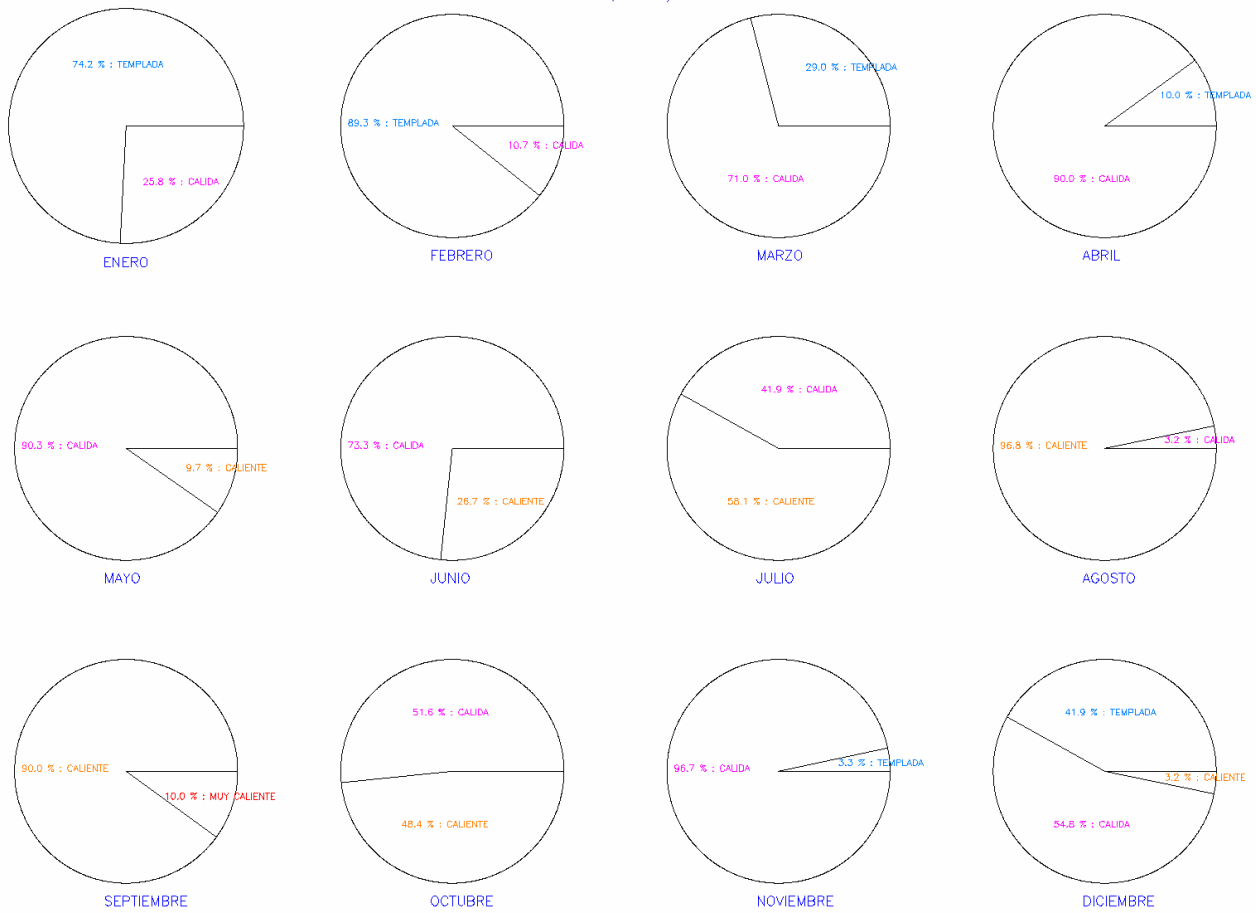 74.2 % : TEMPLADA
25.8 % : CALIDA
ENERO
89.3 % : TEMPLADA
10.7 % : CALIDA
FEBRERO
29.0 % : TEMPLADA
71.0 % : CALIDA
MARZO
10.0 % : TEMPLADA
90.0 % : CALIDA
ABRIL
90.3 % : CALIDA
9.7 % : CALIENTE
MAYO
73.3 % : CALIDA
26.7 % : CALIENTE
JUNIO
41.9 % : CALIDA
58.1 % : CALIENTE
JULIO
96.8 % : CALIENTE
3.2 % : CALIDA
AGOSTO
90.0 % : CALIENTE
10.0 % : MUY CALIENTE
SEPTIEMBRE
51.6 % : CALIDA
48.4 % : CALIENTE
OCTUBRE
96.7 % : CALIDA
3.3 % : TEMPLADA
NOVIEMBRE
41.9 % : TEMPLADA
3.2 % : CALIENTE
54.8 % : CALIDA
DICIEMBRE